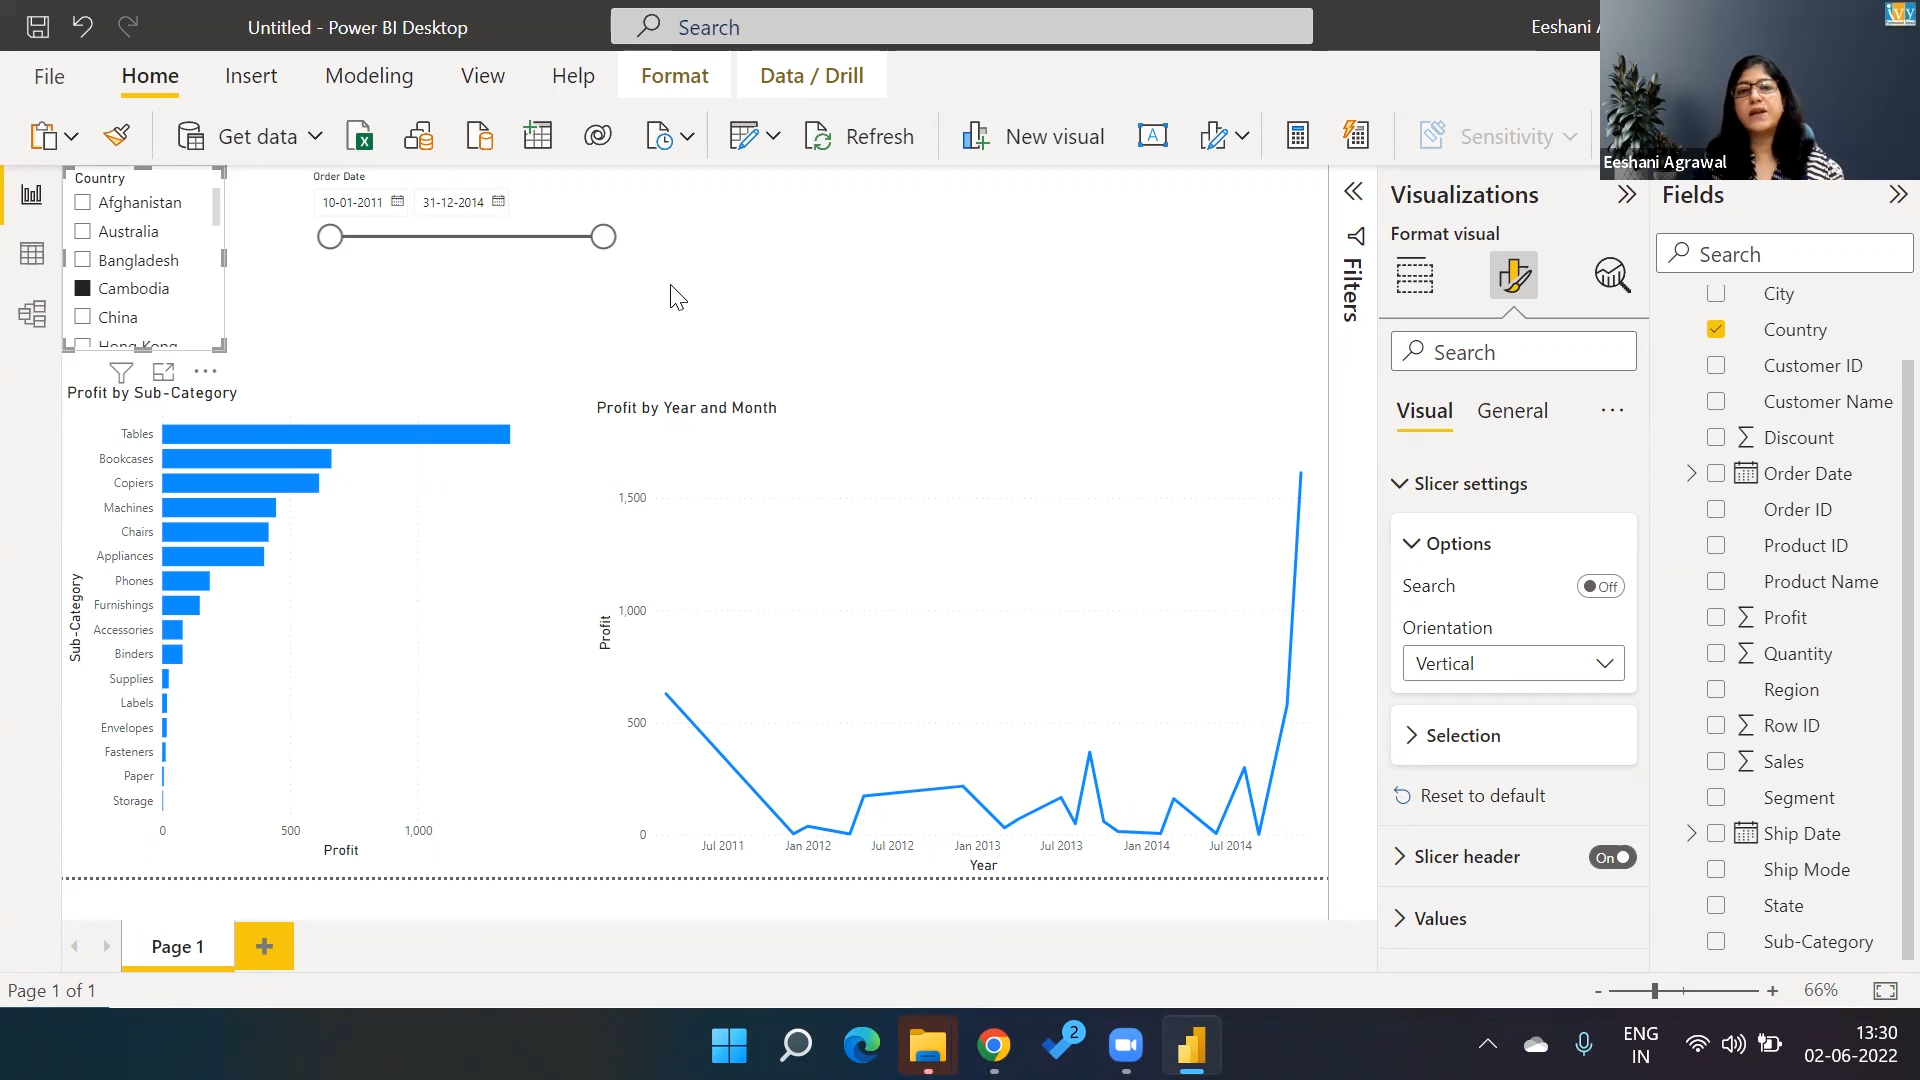 Untitled - Power BI Desktop
Search
Eeshani A
ivy
File
Home
Insert
Modeling
View
Help
Format
Data / Drill
Get data
Refresh
New visual
Sensitivity
Eeshani Agrawal
Country
Afghanistan
Australia
Bangladesh
Cambodia
China
Hong Kong
Order Date
10-01-2011
31-12-2014
Profit by Sub-Category
Sub-Category
Tables
Bookcases
Copiers
Machines
Chairs
Appliances
Phones
Furnishings
Accessories
Binders
Supplies
Labels
Envelopes
Fasteners
Paper
Storage
0 500 1,000
Profit
Profit by Year and Month
Profit
1,500
1,000
500
0
Jul 2011 Jan 2012 Jul 2012 Jan 2013 Jul 2013 Jan 2014 Jul 2014
Year
Filters
Visualizations
Format visual
Search
Visual
General
Slicer settings
Options
Search
Off
Orientation
Vertical
Selection
Reset to default
Slicer header
On
Values
Fields
Search
City
Country
Customer ID
Customer Name
Discount
Order Date
Order ID
Product ID
Product Name
Profit
Quantity
Region
Row ID
Sales
Segment
Ship Date
Ship Mode
State
Sub-Category
Page 1
Page 1 of 1
66%
2
ENG
IN
13:30
02-06-2022